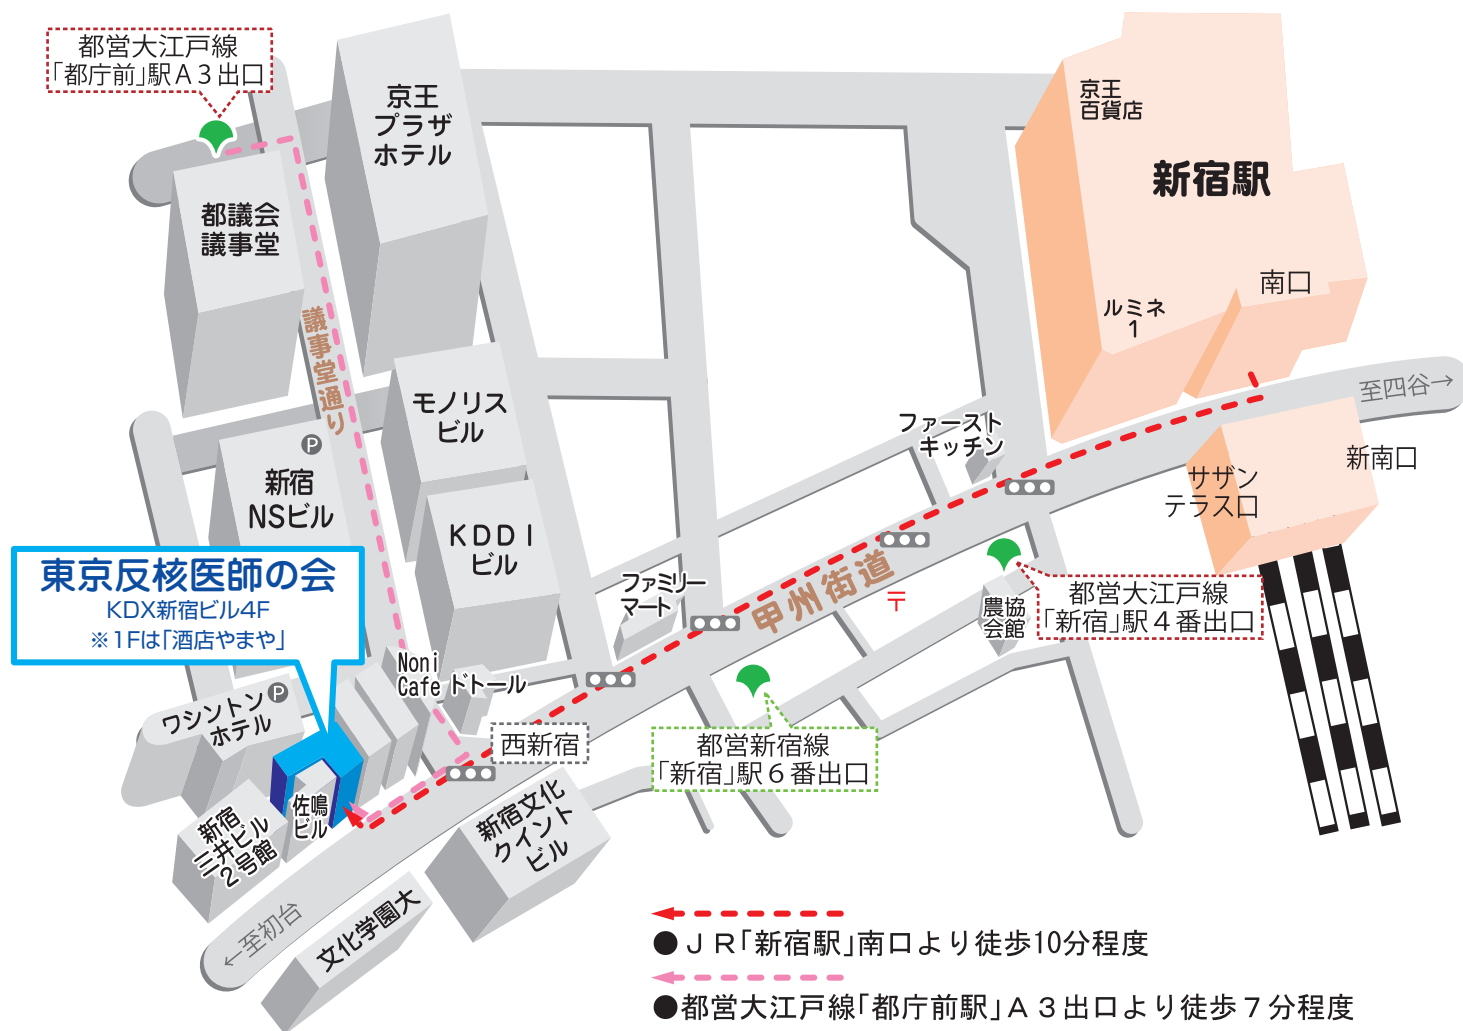 都営大江戸線
「都庁前」駅A3出口
京王
プラザ
ホテル
京王
百貨店
新宿駅
都議会
議事堂
南口
ルミネ
1
議事堂通り
至四谷→
モノリス
ビル
ファースト
キッチン
P
新宿
NSビル
新南口
サザン
テラス口
KDDI
ビル
東京反核医師の会
KDX新宿ビル4F
※1Fは「酒店やまや」
ファミリー
マート
甲州街道
〒
農協
会館
都営大江戸線
「新宿」駅4番出口
Noni
Cafe
ドトール
P
ワシントン
ホテル
西新宿
都営新宿線
「新宿」駅6番出口
佐鳴
ビル
新宿
三井ビル
2号館
新宿文化
クイント
ビル
文化学園大
←至初台
●JR「新宿駅」南口より徒歩10分程度
●都営大江戸線「都庁前駅」A3出口より徒歩7分程度